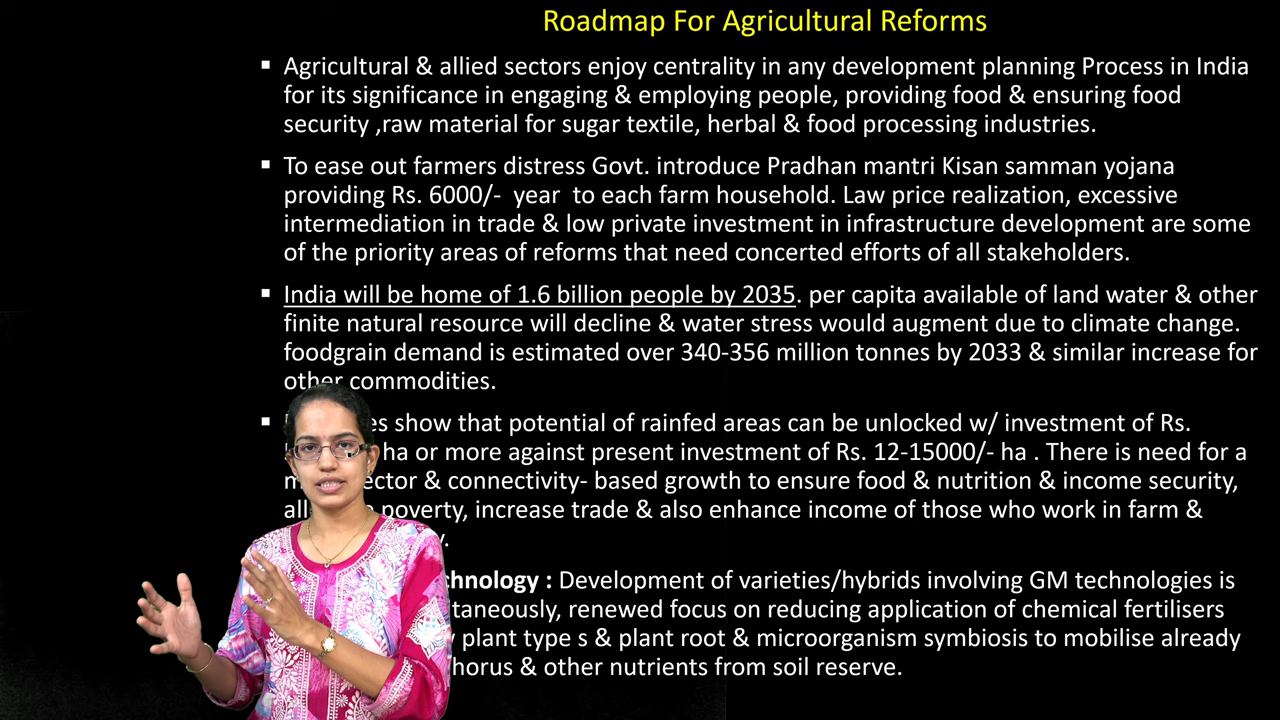 Roadmap For Agricultural Reforms
▪ Agricultural & allied sectors enjoy centrality in any development planning Process in India
for its significance in engaging & employing people, providing food & ensuring food
security ,raw material for sugar textile, herbal & food processing industries.
▪ To ease out farmers distress Govt. introduce Pradhan mantri Kisan samman yojana
providing Rs. 6000/- year to each farm household. Law price realization, excessive
intermediation in trade & low private investment in infrastructure development are some
of the priority areas of reforms that need concerted efforts of all stakeholders.
▪ India will be home of 1.6 billion people by 2035. per capita available of land water & other
finite natural resource will decline & water stress would augment due to climate change.
foodgrain demand is estimated over 340-356 million tonnes by 2033 & similar increase for
other commodities.
▪ show that potential of rainfed areas can be unlocked w/ investment of Rs.
ha or more against present investment of Rs. 12-15000/- ha . There is need for a
& connectivity- based growth to ensure food & nutrition & income security,
poverty, increase trade & also enhance income of those who work in farm &
: Development of varieties/hybrids involving GM technologies is
renewed focus on reducing application of chemical fertilisers
plant type s & plant root & microorganism symbiosis to mobilise already
& other nutrients from soil reserve.